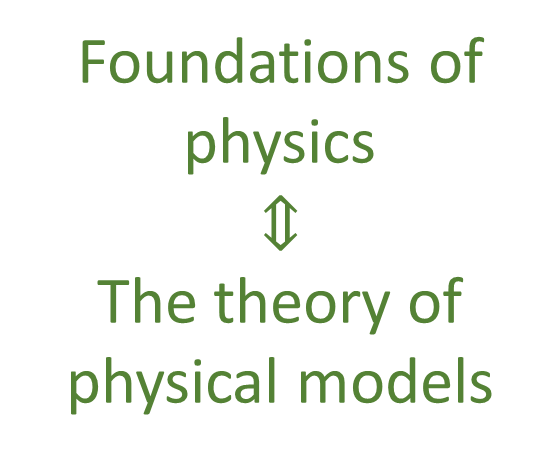 Foundations of
physics
⇕
The theory of
physical models